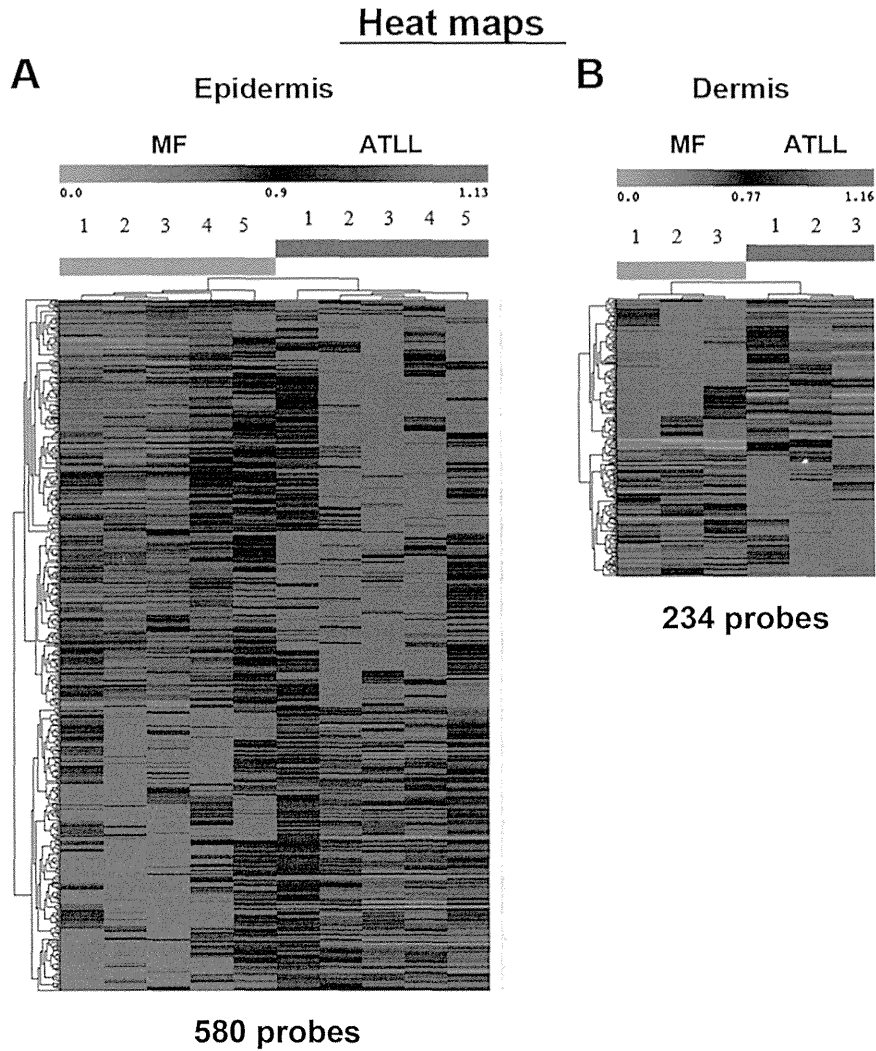 Heat maps
A
Epidermis
MF
ATLL
0.0 0.9 1.13
1 2 3 4 5 1 2 3 4 5
580 probes
B
Dermis
MF
ATLL
0.0 0.77 1.16
1 2 3 1 2 3
234 probes